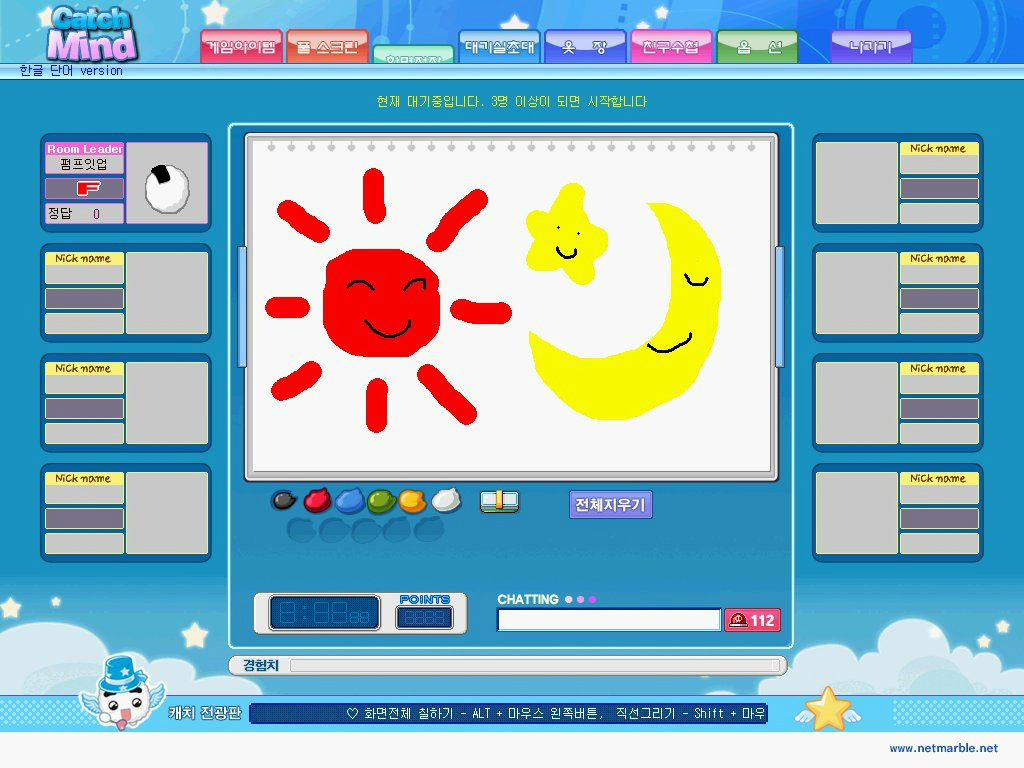 Catch Mind
게임아이템 풀 스크린 화면정지 대기실초대 옷 장 친구수첩 옵 션 나가기
한글 단어 version
현재 대기중입니다. 3명 이상이 되면 시작합니다
Room Leader
펌프잇업
정답 0
Nick name
Nick name
Nick name
Nick name
Nick name
Nick name
Nick name
전체지우기
POINTS
CHATTING
112
경험치
캐치 전광판
♡ 화면전체 칠하기 - ALT + 마우스 왼쪽버튼, 직선그리기 - Shift + 마우
www.netmarble.net